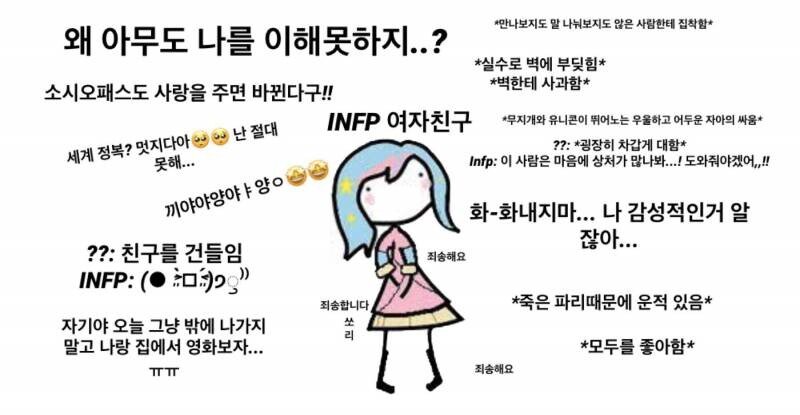 왜 아무도 나를 이해못하지..?
소시오패스도 사랑을 주면 바뀐다구!!
세계 정복? 멋지다아🥺🥺 난 절대
못해...
끼야야양야ㅑ양ㅇ🤩🤩
??: 친구를 건들임
INFP:
자기야 오늘 그냥 밖에 나가지
말고 나랑 집에서 영화보자...
ㅠㅠ
INFP 여자친구
죄송해요
죄송합니다
쏘
리
죄송해요
*만나보지도 말 나눠보지도 않은 사람한테 집착함*
*실수로 벽에 부딪힘*
*벽한테 사과함*
*무지개와 유니콘이 뛰어노는 우울하고 어두운 자아의 싸움*
??: *굉장히 차갑게 대함*
Infp: 이 사람은 마음에 상처가 많나봐...! 도와줘야겠어,,!!
화-화내지마... 나 감성적인거 알
잖아...
*죽은 파리때문에 운적 있음*
*모두를 좋아함*